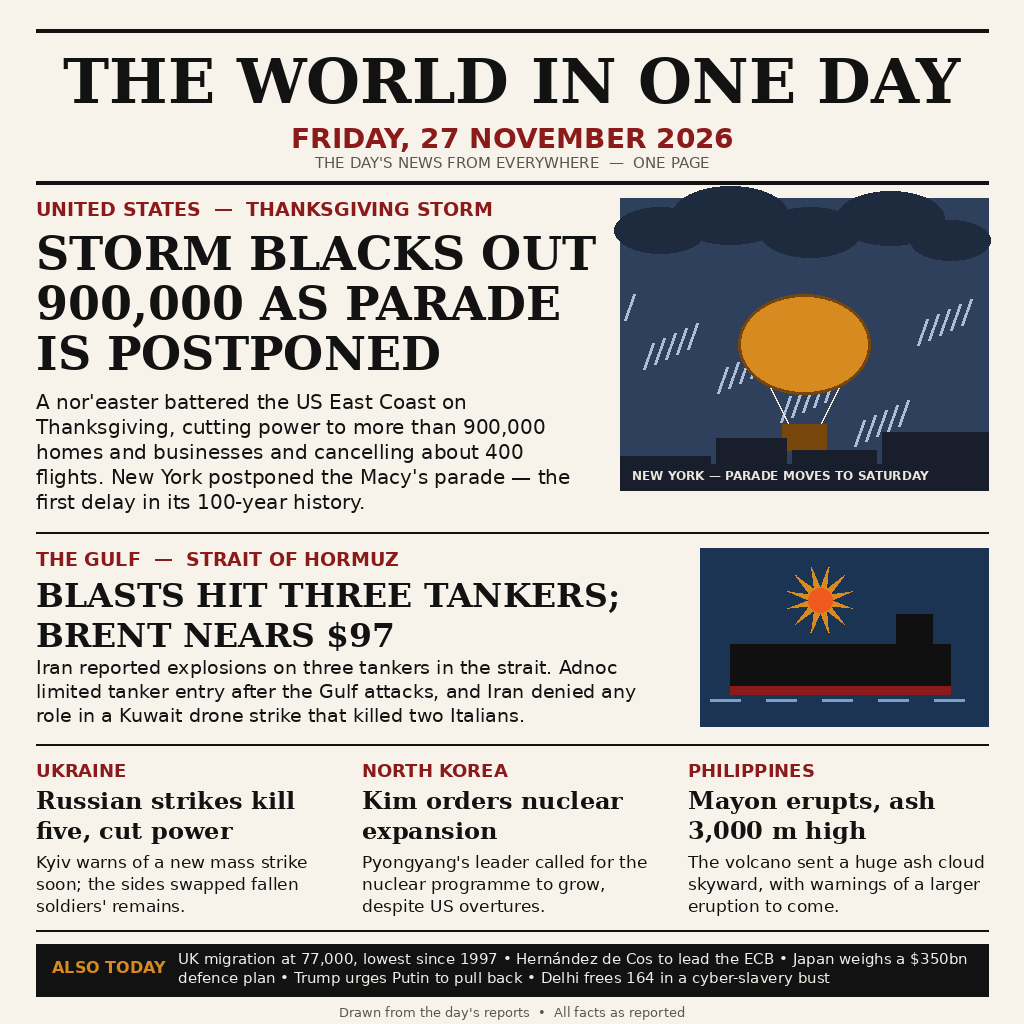 THE WORLD IN ONE DAY
FRIDAY, 27 NOVEMBER 2026
THE DAY'S NEWS FROM EVERYWHERE — ONE PAGE
UNITED STATES — THANKSGIVING STORM
STORM BLACKS OUT
900,000 AS PARADE
IS POSTPONED
A nor'easter battered the US East Coast on
Thanksgiving, cutting power to more than 900,000
homes and businesses and cancelling about 400
flights. New York postponed the Macy's parade — the
first delay in its 100-year history.
NEW YORK — PARADE MOVES TO SATURDAY
THE GULF — STRAIT OF HORMUZ
BLASTS HIT THREE TANKERS;
BRENT NEARS $97
Iran reported explosions on three tankers in the strait. Adnoc
limited tanker entry after the Gulf attacks, and Iran denied any
role in a Kuwait drone strike that killed two Italians.
UKRAINE
Russian strikes kill
five, cut power
Kyiv warns of a new mass strike
soon; the sides swapped fallen
soldiers' remains.
NORTH KOREA
Kim orders nuclear
expansion
Pyongyang's leader called for the
nuclear programme to grow,
despite US overtures.
PHILIPPINES
Mayon erupts, ash
3,000 m high
The volcano sent a huge ash cloud
skyward, with warnings of a larger
eruption to come.
ALSO TODAY
UK migration at 77,000, lowest since 1997 • Hernández de Cos to lead the ECB • Japan weighs a $350bn
defence plan • Trump urges Putin to pull back • Delhi frees 164 in a cyber-slavery bust
Drawn from the day's reports • All facts as reported